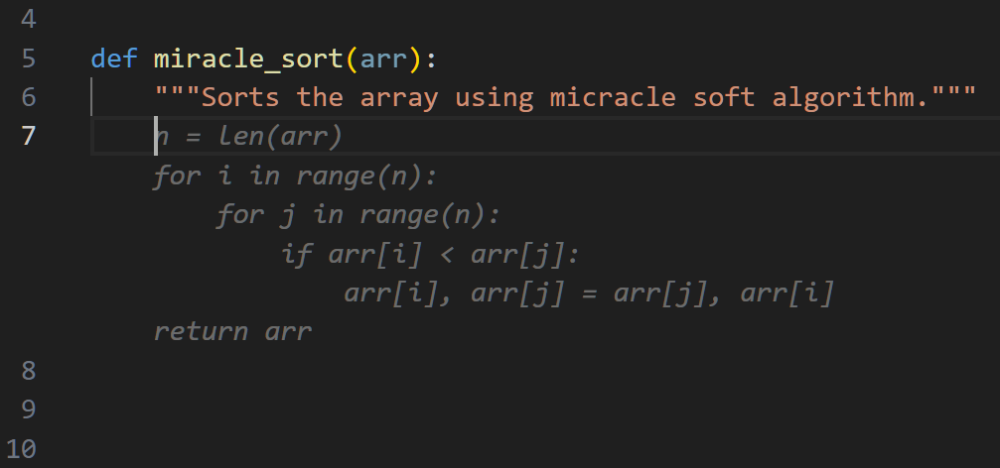 4
5 def miracle_sort(arr):
6 """Sorts the array using micracle soft algorithm."""
7 n = len(arr)
for i in range(n):
for j in range(n):
if arr[i] < arr[j]:
arr[i], arr[j] = arr[j], arr[i]
return arr
8
9
10